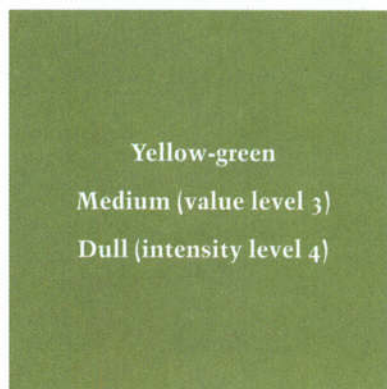 Yellow-green
Medium (value level 3)
Dull (intensity level 4)